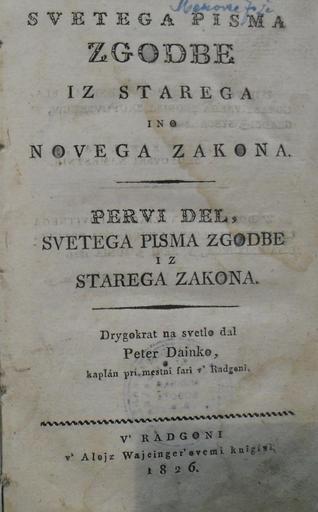 SVETEGA PISMA
ZGODBE
IZ STAREGA
INO
NOVEGA ZAKONA.
PERVI DEL,
SVETEGA PISMA ZGODBE
IZ
STAREGA ZAKONA.
Drygokrat na svetlo dal
Peter Dainko,
kaplán pri mestni fari v' Radgoni.
V' RADGONI
v' Alojz Wajcinger'ovemi knigiši,
1826.